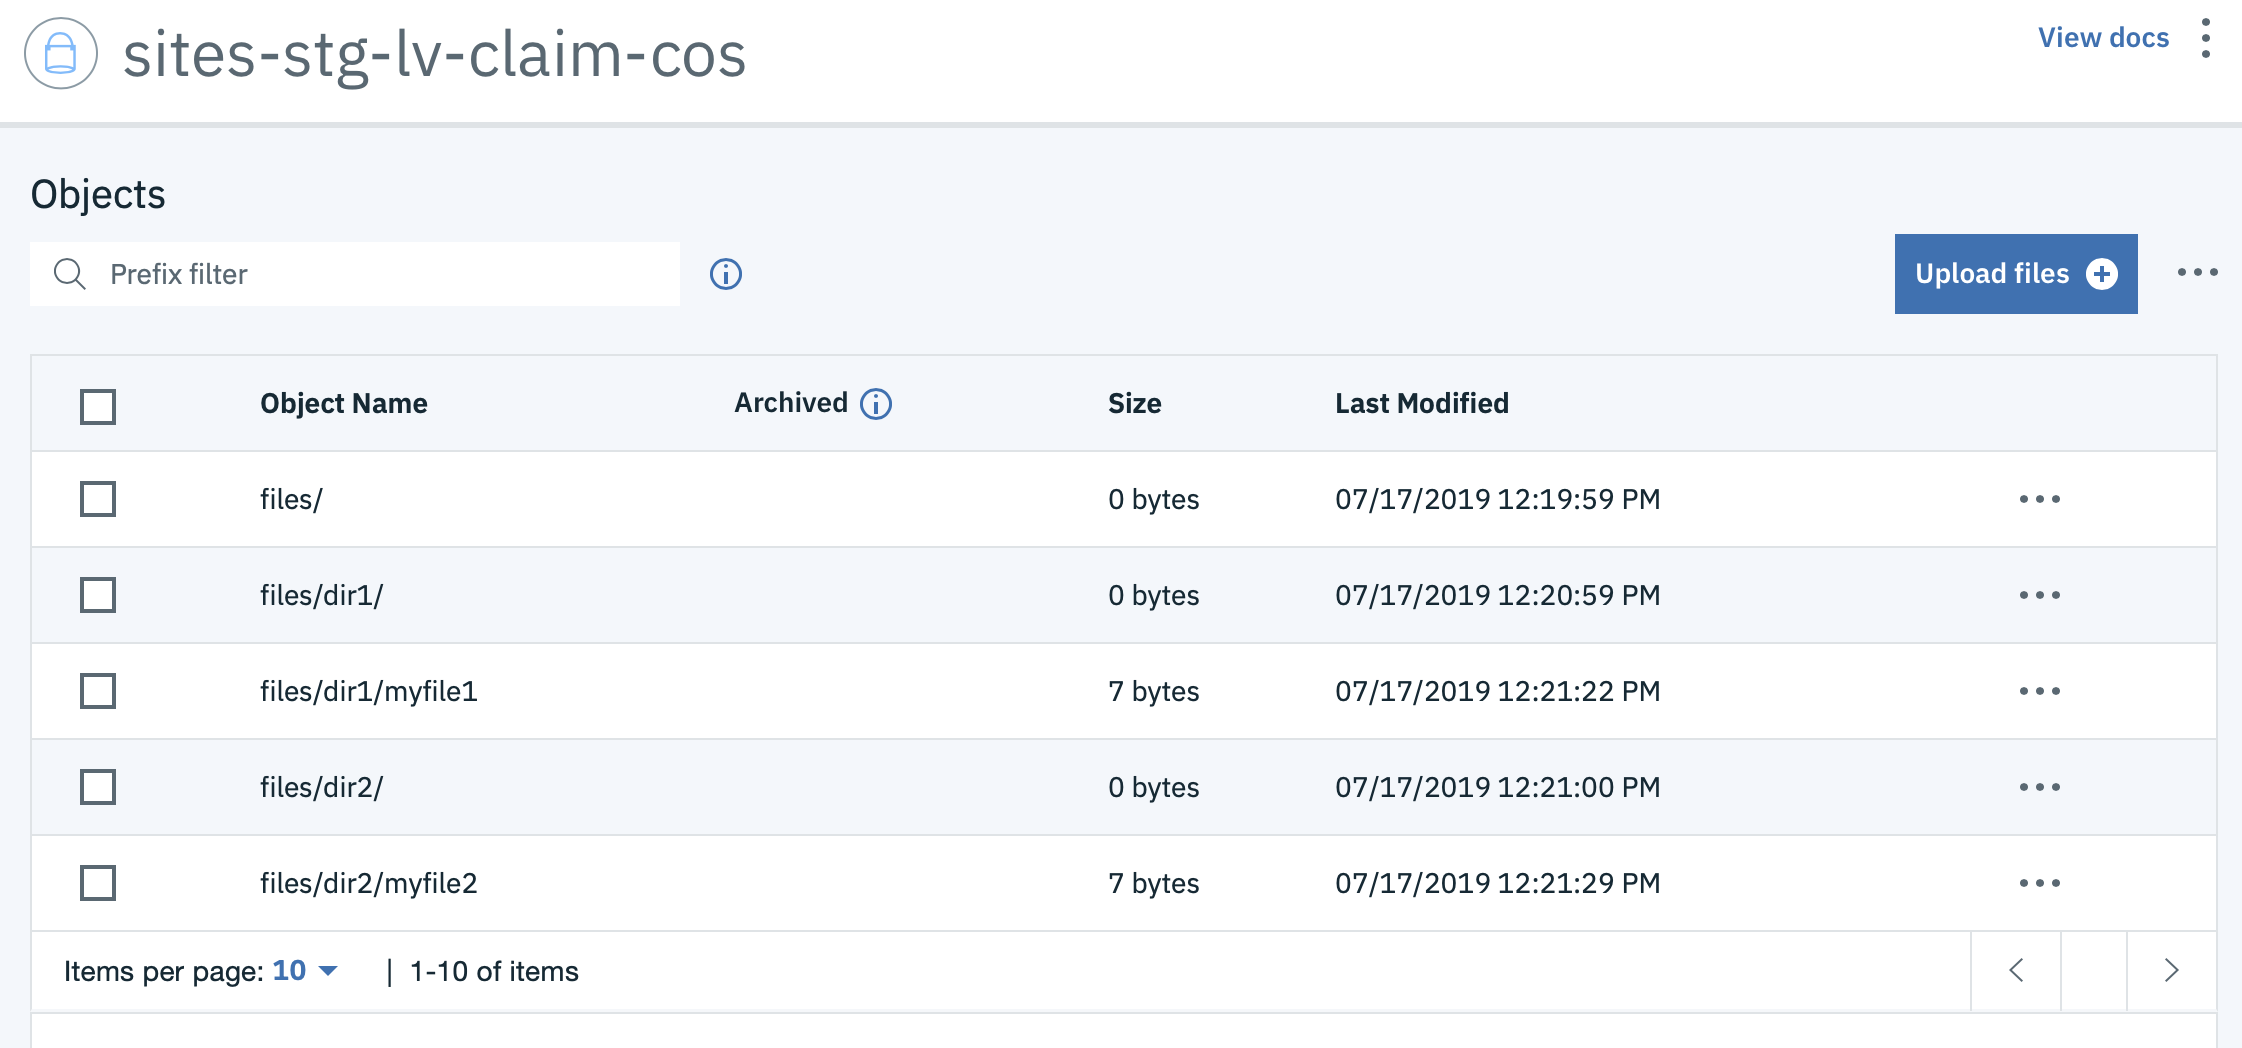 sites-stg-lv-claim-cos
View docs
Objects
Prefix filter
Upload files
Object Name Archived Size Last Modified
files/ 0 bytes 07/17/2019 12:19:59 PM
files/dir1/ 0 bytes 07/17/2019 12:20:59 PM
files/dir1/myfile1 7 bytes 07/17/2019 12:21:22 PM
files/dir2/ 0 bytes 07/17/2019 12:21:00 PM
files/dir2/myfile2 7 bytes 07/17/2019 12:21:29 PM
Items per page: 10 | 1-10 of items